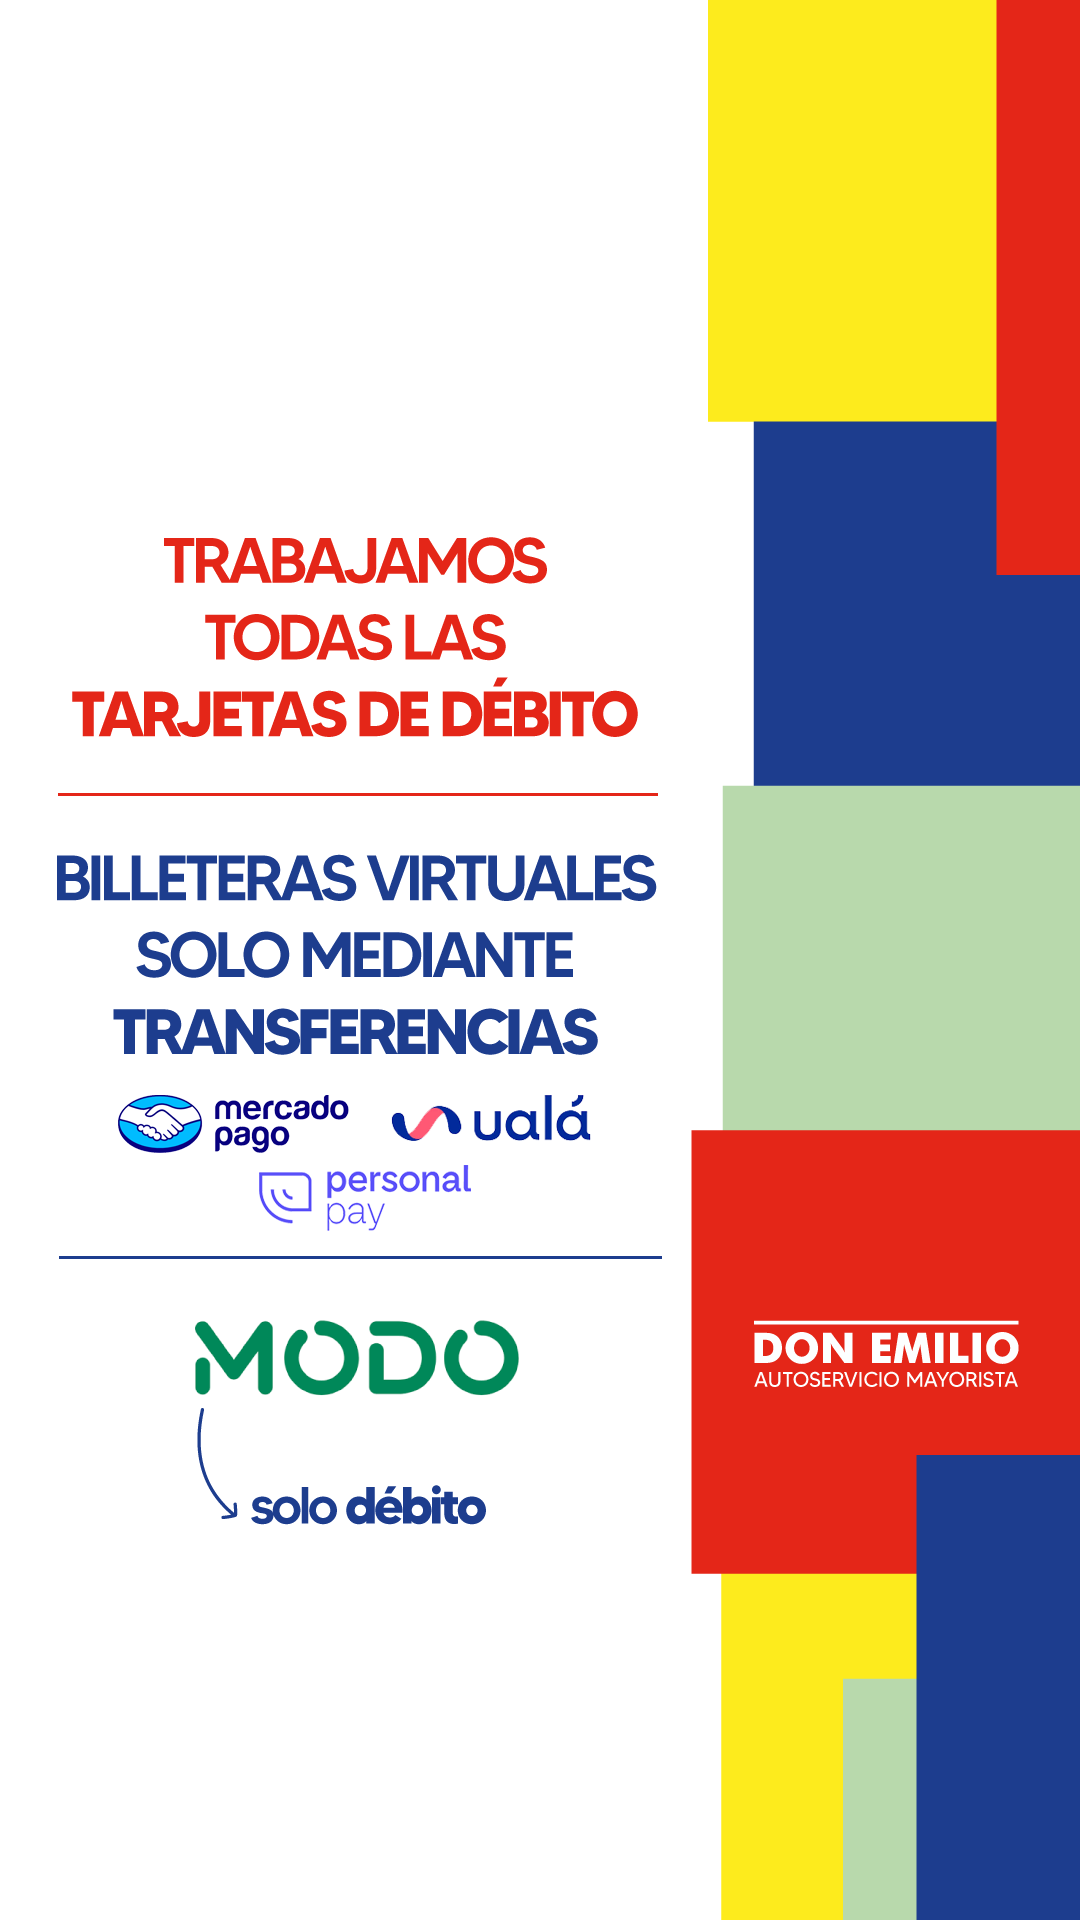 TRABAJAMOS
TODAS LAS
TARJETAS DE DÉBITO
BILLETERAS VIRTUALES
SOLO MEDIANTE
TRANSFERENCIAS
mercado
pago
ualá
personal
pay
MODO
solo débito
DON EMILIO
AUTOSERVICIO MAYORISTA